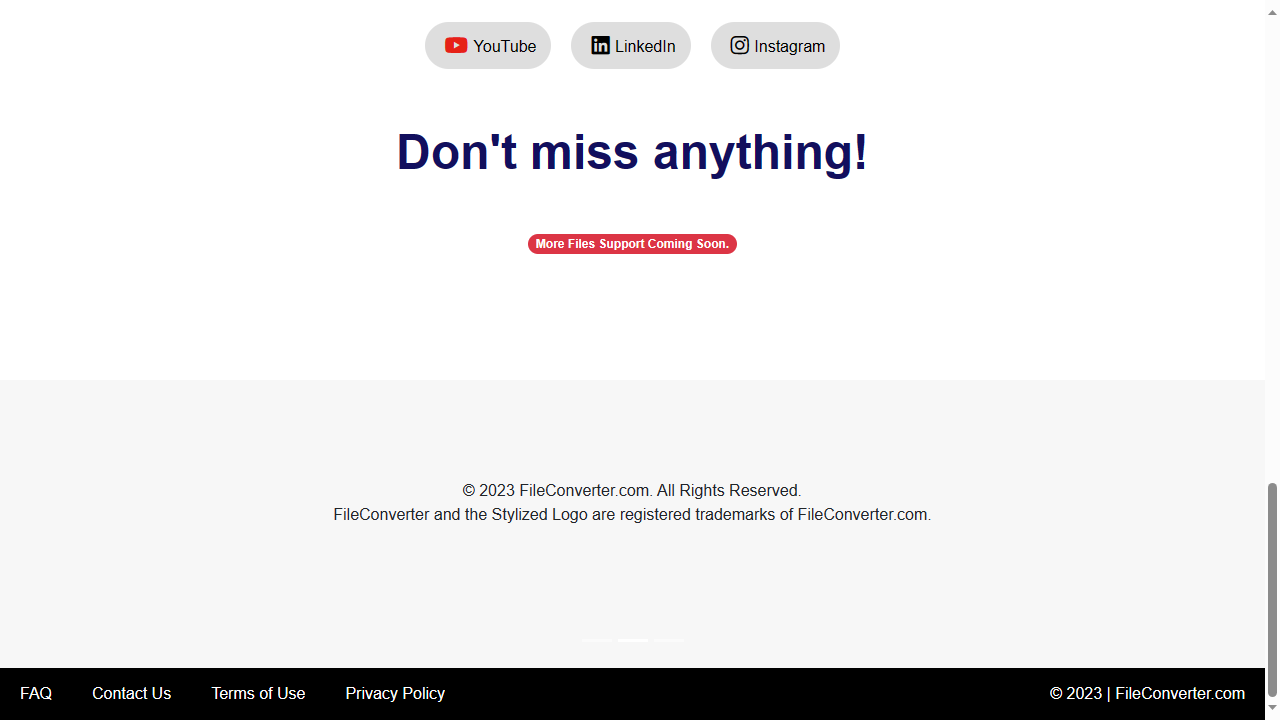 YouTube LinkedIn Instagram
Don't miss anything!
More Files Support Coming Soon.
© 2023 FileConverter.com. All Rights Reserved.
FileConverter and the Stylized Logo are registered trademarks of FileConverter.com.
FAQ Contact Us Terms of Use Privacy Policy © 2023 | FileConverter.com